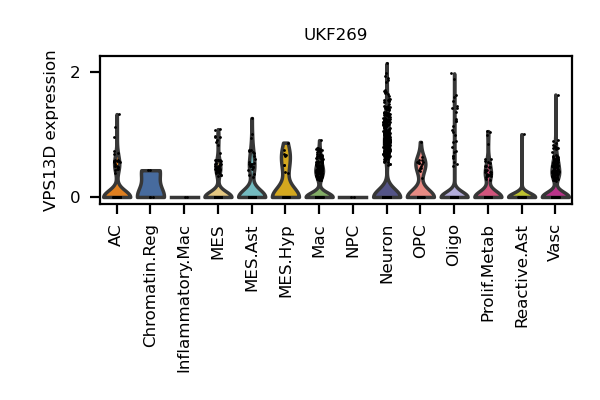 UKF269
VPS13D expression
2
0
AC
Chromatin.Reg
Inflammatory.Mac
MES
MES.Ast
MES.Hyp
Mac
NPC
Neuron
OPC
Oligo
Prolif.Metab
Reactive.Ast
Vasc